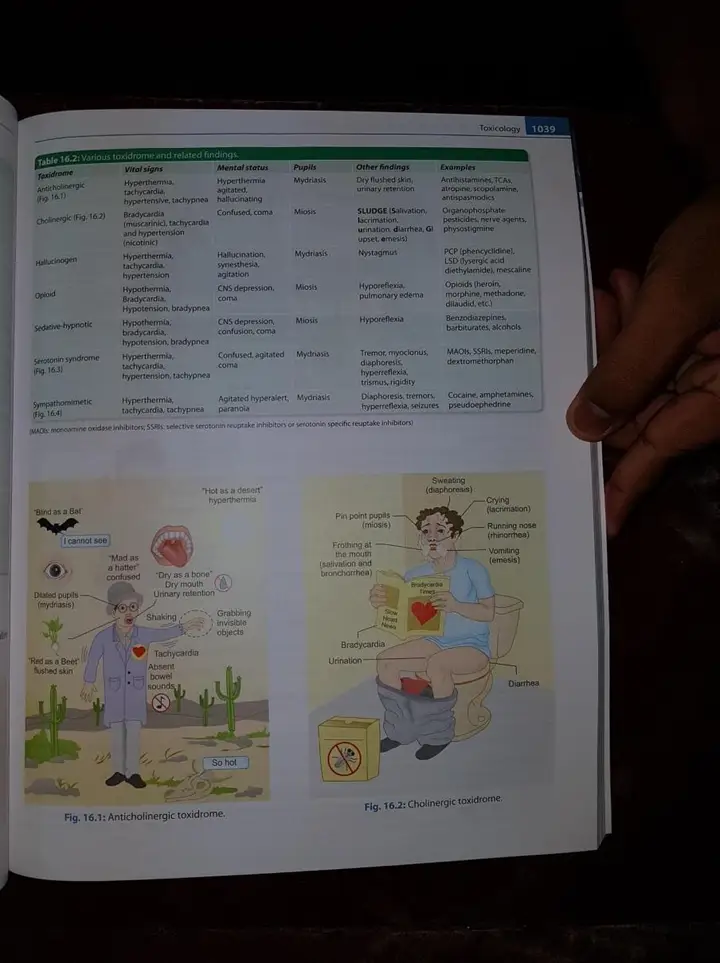 Toxicology 1039
Table 16.2: Various toxidrome and related findings.
Toxidrome Vital signs Mental status Pupils Other findings Examples
Anticholinergic Hyperthermia, Hyperthermia Mydriasis Dry flushed skin, Antihistamines, TCAs,
(Fig. 16.1) tachycardia, agitated, urinary retention atropine, scopolamine,
hypertensive, tachypnea hallucinating antispasmodics
Cholinergic (Fig. 16.2) Bradycardia Confused, coma Miosis SLUDGE (Salivation, Organophosphate
(muscarinic), tachycardia lacrimation, pesticides, nerve agents,
and hypertension urination, diarrhea, GI physostigmine
(nicotinic) upset, emesis)
Hallucinogen Hyperthermia, Hallucination, Mydriasis Nystagmus PCP (phencyclidine),
tachycardia, synesthesia, LSD (lysergic acid
hypertension agitation diethylamide), mescaline
Opioid Hypothermia, CNS depression, Miosis Hyporeflexia, Opioids (heroin,
Bradycardia, coma pulmonary edema morphine, methadone,
Hypotension, bradypnea dilaudid, etc.)
Sedative-hypnotic Hypothermia, CNS depression, Miosis Hyporeflexia Benzodiazepines,
bradycardia, confusion, coma barbiturates, alcohols
hypotension, bradypnea
Serotonin syndrome Hyperthermia, Confused, agitated Mydriasis Tremor, myoclonus, MAOIs, SSRIs, meperidine,
(Fig. 16.3) tachycardia, coma diaphoresis, dextromethorphan
hypertension, tachypnea hyperreflexia,
trismus, rigidity
Sympathomimetic Hyperthermia, Agitated hyperalert, Mydriasis Diaphoresis, tremors, Cocaine, amphetamines,
(Fig. 16.4) tachycardia, tachypnea paranoia hyperreflexia, seizures pseudoephedrine
(MAOIs: monoamine oxidase inhibitors; SSRIs, selective serotonin reuptake inhibitors or serotonin specific reuptake inhibitors)
"Hot as a desert"
hyperthermia
"Blind as a Bat"
I cannot see
"Mad as
a hatter"
confused
"Dry as a bone"
Dry mouth
Urinary retention
Dilated pupils
(mydriasis)
Shaking
Grabbing
invisible
objects
"Red as a Beet"
flushed skin
Tachycardia
Absent
bowel
sounds
So hot
Fig. 16.1: Anticholinergic toxidrome.
Sweating
(diaphoresis)
Crying
(lacrimation)
Pin point pupils
(miosis)
Running nose
(rhinorrhea)
Frothing at
the mouth
(salivation and
bronchorrhea)
Vomiting
(emesis)
Bradycardia
Times
Slow
Heart
News
Bradycardia
Urination
Diarrhea
Fig. 16.2: Cholinergic toxidrome.